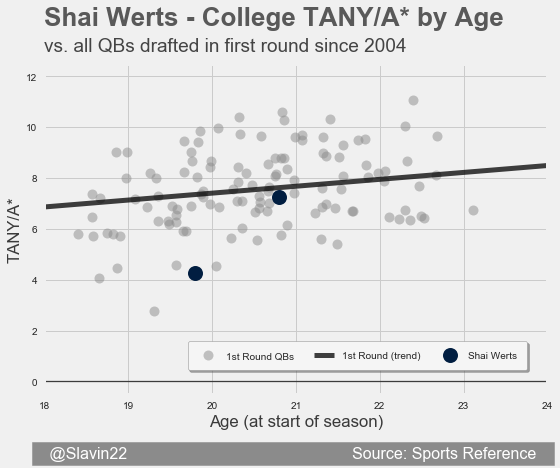 Shai Werts - College TANY/A* by Age
vs. all QBs drafted in first round since 2004
TANY/A*
12
10
8
6
4
2
0
1st Round QBs
1st Round (trend)
Shai Werts
18
19
20
21
22
23
24
Age (at start of season)
@Slavin22
Source: Sports Reference